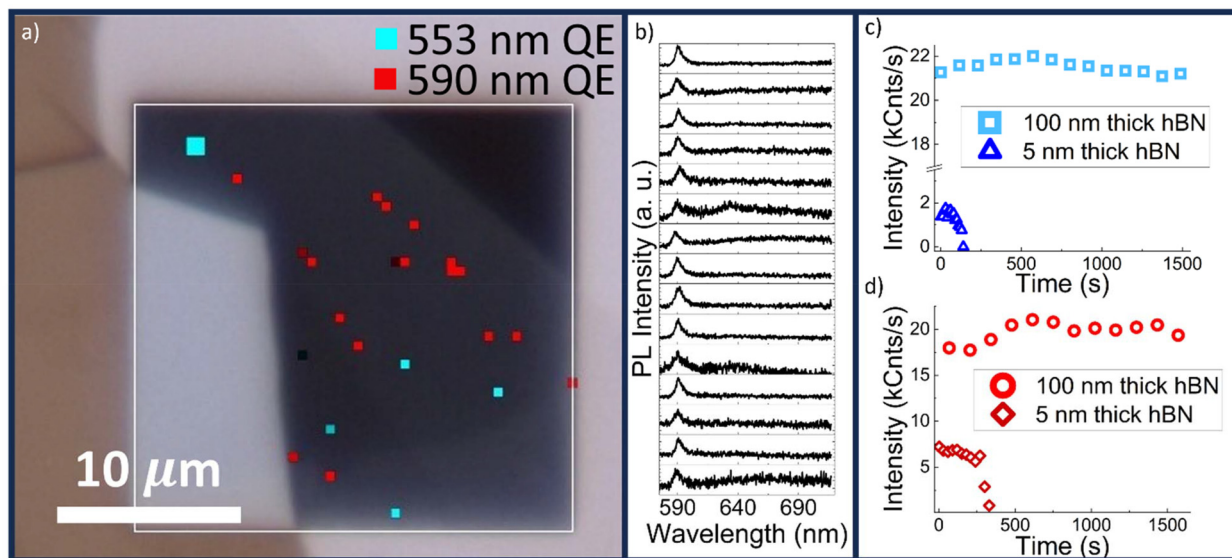 a)
553 nm QE
590 nm QE
10 μm
b)
PL Intensity (a. u.)
590 640 690
Wavelength (nm)
c)
Intensity (kCnts/s)
22
20
18
2
0
100 nm thick hBN
5 nm thick hBN
0 500 1000 1500
Time (s)
d)
Intensity (kCnts/s)
20
15
10
5
100 nm thick hBN
5 nm thick hBN
0 500 1000 1500
Time (s)